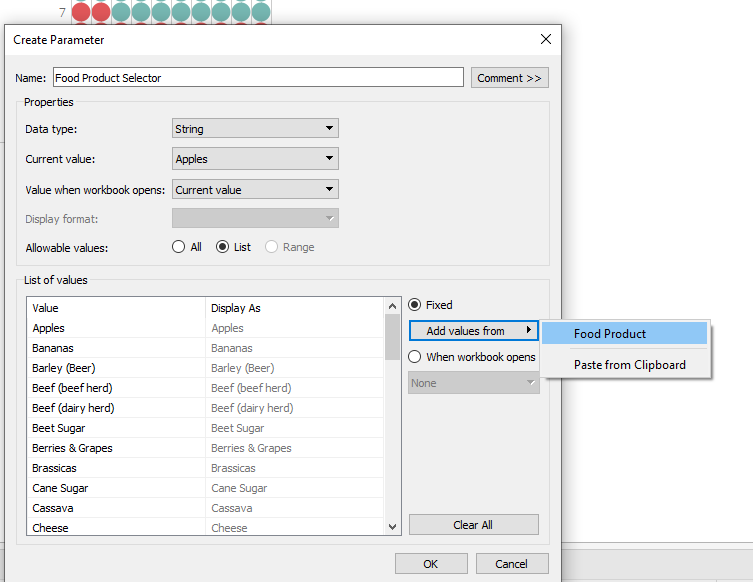 7
Create Parameter
Name: Food Product Selector Comment >>
Properties
Data type: String
Current value: Apples
Value when workbook opens: Current value
Display format:
Allowable values: All List Range
List of values
Value Display As
Apples Apples
Bananas Bananas
Barley (Beer) Barley (Beer)
Beef (beef herd) Beef (beef herd)
Beef (dairy herd) Beef (dairy herd)
Beet Sugar Beet Sugar
Berries & Grapes Berries & Grapes
Brassicas Brassicas
Cane Sugar Cane Sugar
Cassava Cassava
Cheese Cheese
Fixed
Add values from
Food Product
Paste from Clipboard
When workbook opens
None
Clear All
OK Cancel